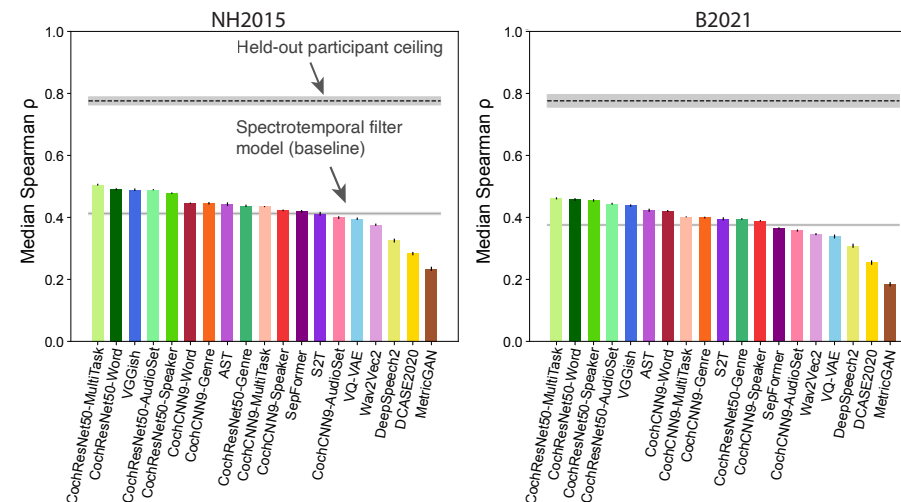 NH2015
Held-out participant ceiling
Spectrotemporal filter
model (baseline)
Median Spearman ρ
1.0
0.8
0.6
0.4
0.2
0.0
CochResNet50-MultiTask
CochResNet50-Word
VGGish
CochResNet50-AudioSet
CochResNet50-Speaker
CochCNN9-Word
CochCNN9-Genre
AST
CochResNet50-Genre
CochCNN9-MultiTask
CochCNN9-Speaker
SepFormer
S2T
CochCNN9-AudioSet
VQ-VAE
Wav2Vec2
DeepSpeech2
DCASE2020
MetricGAN
B2021
Median Spearman ρ
1.0
0.8
0.6
0.4
0.2
0.0
CochResNet50-MultiTask
CochResNet50-Word
CochResNet50-Speaker
CochResNet50-AudioSet
VGGish
AST
CochCNN9-Word
CochCNN9-MultiTask
CochCNN9-Genre
S2T
CochResNet50-Genre
CochCNN9-Speaker
SepFormer
CochCNN9-AudioSet
Wav2Vec2
VQ-VAE
DeepSpeech2
DCASE2020
MetricGAN